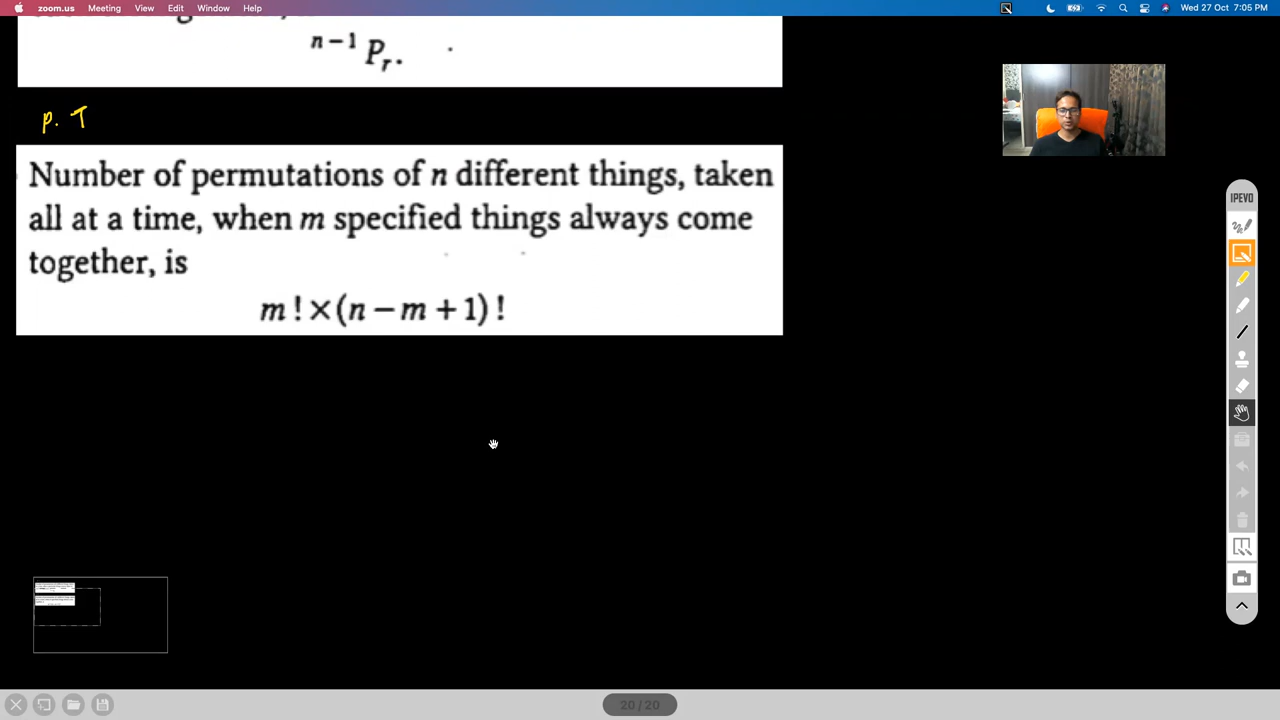 zoom.us Meeting View Edit Window Help Wed 27 Oct 7:05 PM
n − 1 Pr.
P. T
Number of permutations of n different things, taken
all at a time, when m specified things always come
together, is
m ! × (n − m + 1) !
IPEVO
20 / 20